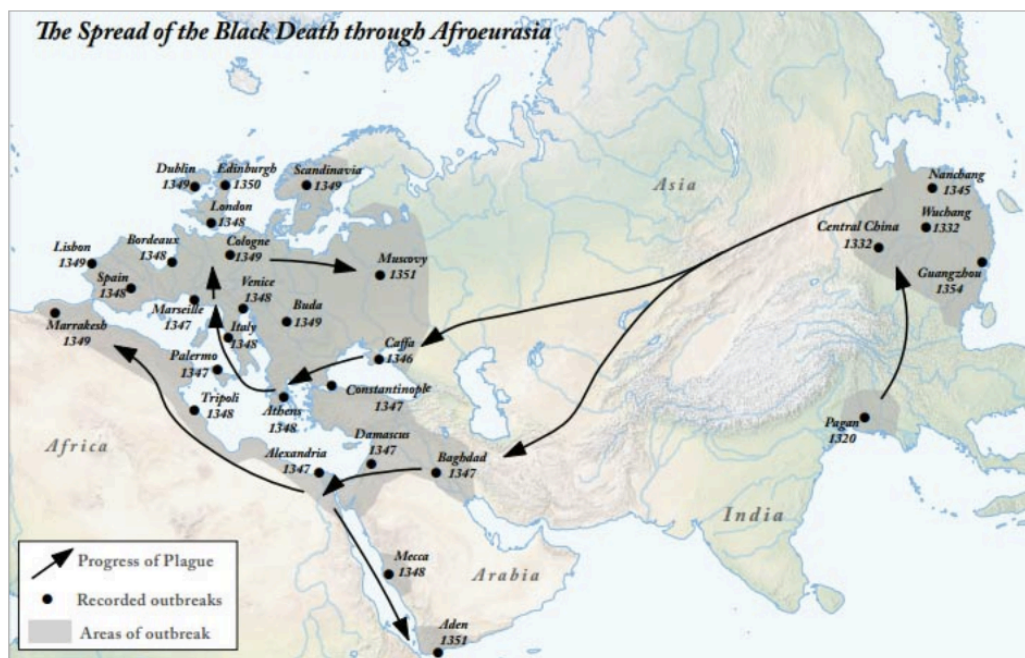 The Spread of the Black Death through Afroeurasia
Dublin
1349
Edinburgh
1350
Scandinavia
1349
London
1348
Asia
Nanchang
1345
Wuchang
1332
Central China
1332
Lisbon
1349
Bordeaux
1348
Cologne
1349
Muscovy
1351
Guangzhou
1354
Spain
1348
Venice
1348
Marseille
1347
Buda
1349
Marrakesh
1349
Italy
1348
Caffa
1346
Palermo
1347
Constantinople
1347
Tripoli
1348
Athens
1348
Pagan
1320
Africa
Damascus
1347
Alexandria
1347
Baghdad
1347
India
Mecca
1348
Arabia
Aden
1351
Progress of Plague
Recorded outbreaks
Areas of outbreak